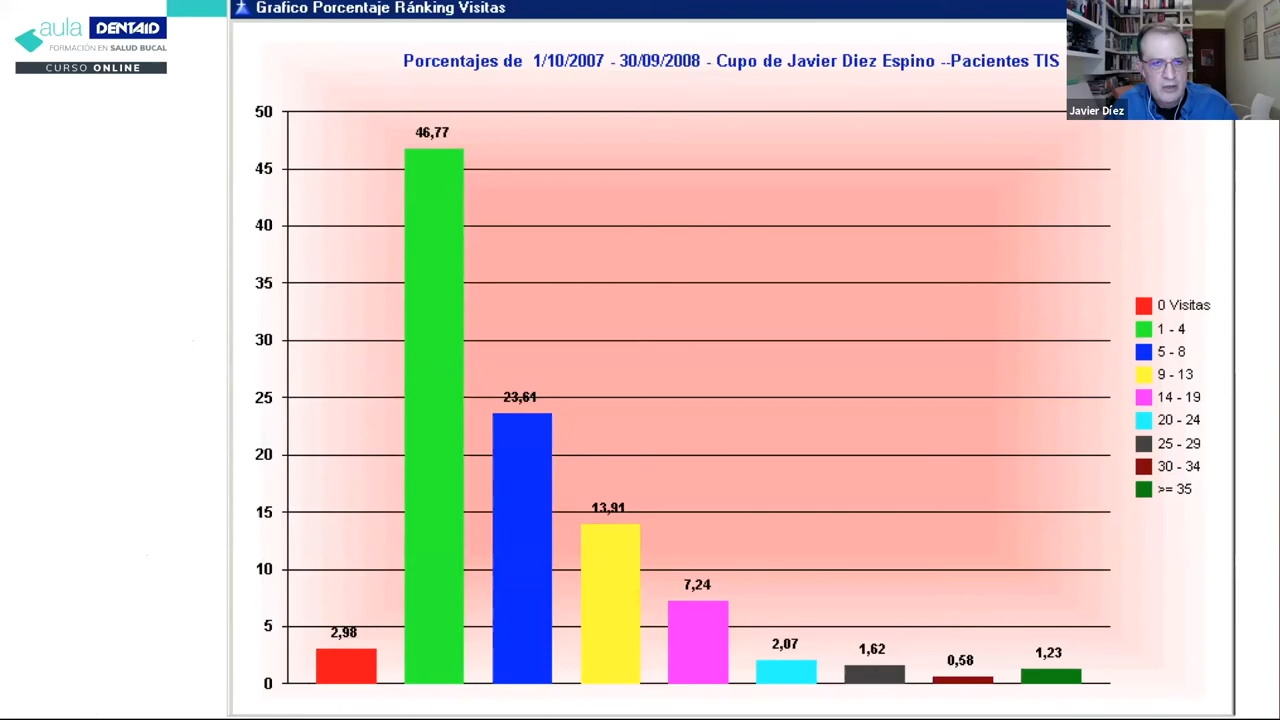 aula DENTAID
FORMACIÓN EN SALUD BUCAL
CURSO ONLINE
Grafico Porcentaje Ránking Visitas
Porcentajes de 1/10/2007 - 30/09/2008 - Cupo de Javier Diez Espino --Pacientes TIS
Javier Díez
50
45
40
35
30
25
20
15
10
5
0
2,98
46,77
23,61
13,91
7,24
2,07
1,62
0,58
1,23
0 Visitas
1 - 4
5 - 8
9 - 13
14 - 19
20 - 24
25 - 29
30 - 34
>= 35